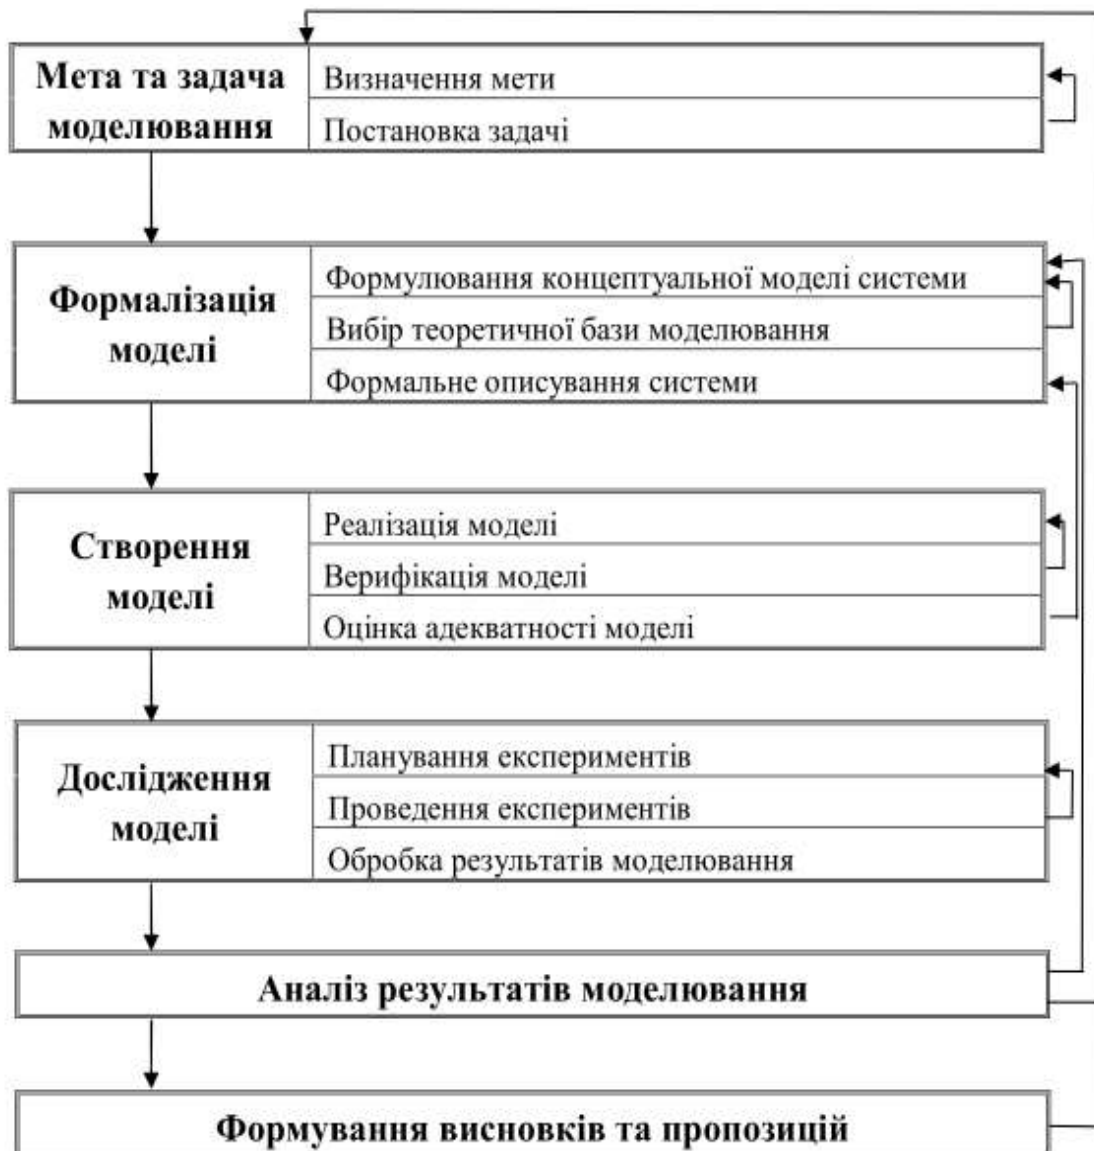 Мета та задача
моделювання
Визначення мети
Постановка задачі
Формалізація
моделі
Формулювання концептуальної моделі системи
Вибір теоретичної бази моделювання
Формальне описування системи
Створення
моделі
Реалізація моделі
Верифікація моделі
Оцінка адекватності моделі
Дослідження
моделі
Планування експериментів
Проведення експериментів
Обробка результатів моделювання
Аналіз результатів моделювання
Формування висновків та пропозицій